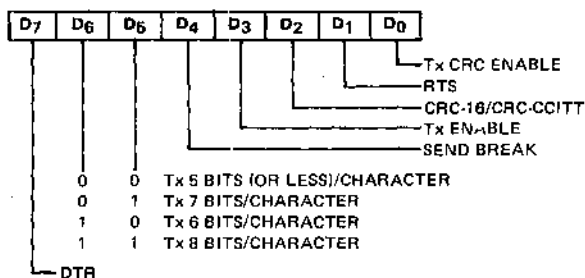 D7 D6 D5 D4 D3 D2 D1 D0
Tx CRC ENABLE
RTS
CRC-16/CRC-CCITT
Tx ENABLE
SEND BREAK
0 0 Tx 5 BITS (OR LESS)/CHARACTER
0 1 Tx 7 BITS/CHARACTER
1 0 Tx 6 BITS/CHARACTER
1 1 Tx 8 BITS/CHARACTER
DTR